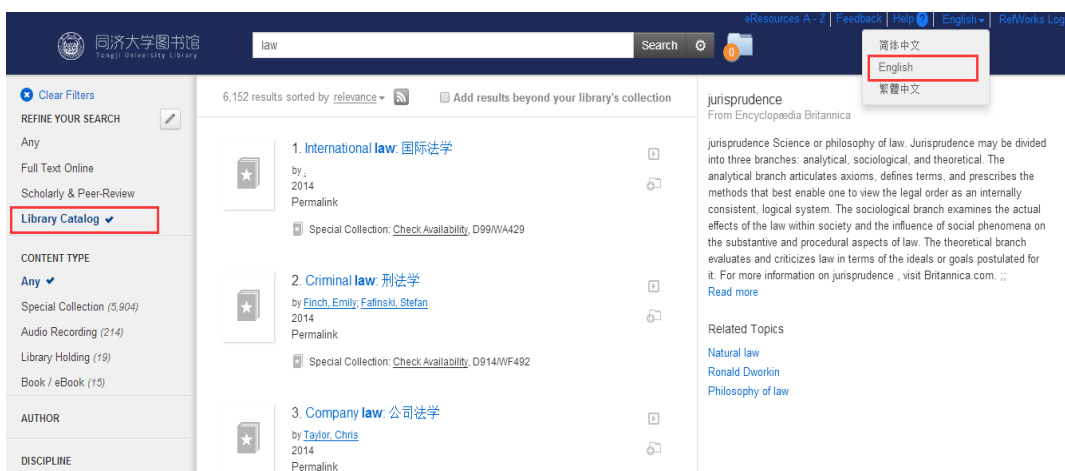 eResources A - Z | Feedback | Help | English | RefWorks Log
同济大学图书馆
Tongji University Library
law
Search
0
简体中文
English
繁體中文
Clear Filters
REFINE YOUR SEARCH
Any
Full Text Online
Scholarly & Peer-Review
Library Catalog
CONTENT TYPE
Any
Special Collection (5,904)
Audio Recording (214)
Library Holding (19)
Book / eBook (15)
AUTHOR
DISCIPLINE
6,152 results sorted by relevance
Add results beyond your library's collection
1. International law: 国际法学
by .
2014
Permalink
Special Collection: Check Availability, D99/WA429
2. Criminal law: 刑法学
by Finch, Emily; Fafinski, Stefan
2014
Permalink
Special Collection: Check Availability, D914/WF492
3. Company law: 公司法学
by Taylor, Chris
2014
Permalink
jurisprudence
From Encyclopædia Britannica
jurisprudence Science or philosophy of law. Jurisprudence may be divided
into three branches: analytical, sociological, and theoretical. The
analytical branch articulates axioms, defines terms, and prescribes the
methods that best enable one to view the legal order as an internally
consistent, logical system. The sociological branch examines the actual
effects of the law within society and the influence of social phenomena on
the substantive and procedural aspects of law. The theoretical branch
evaluates and criticizes law in terms of the ideals or goals postulated for
it. For more information on jurisprudence , visit Britannica.com. ;;
Read more
Related Topics
Natural law
Ronald Dworkin
Philosophy of law